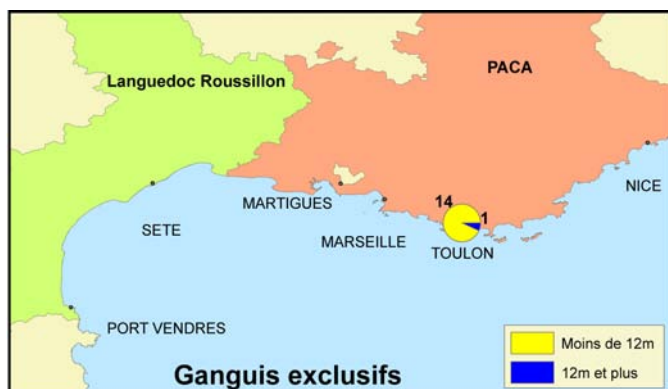 PACA
Languedoc Roussillon
NICE
MARTIGUES
14
1
SETE
MARSEILLE
TOULON
PORT VENDRES
Moins de 12m
Ganguis exclusifs
12m et plus